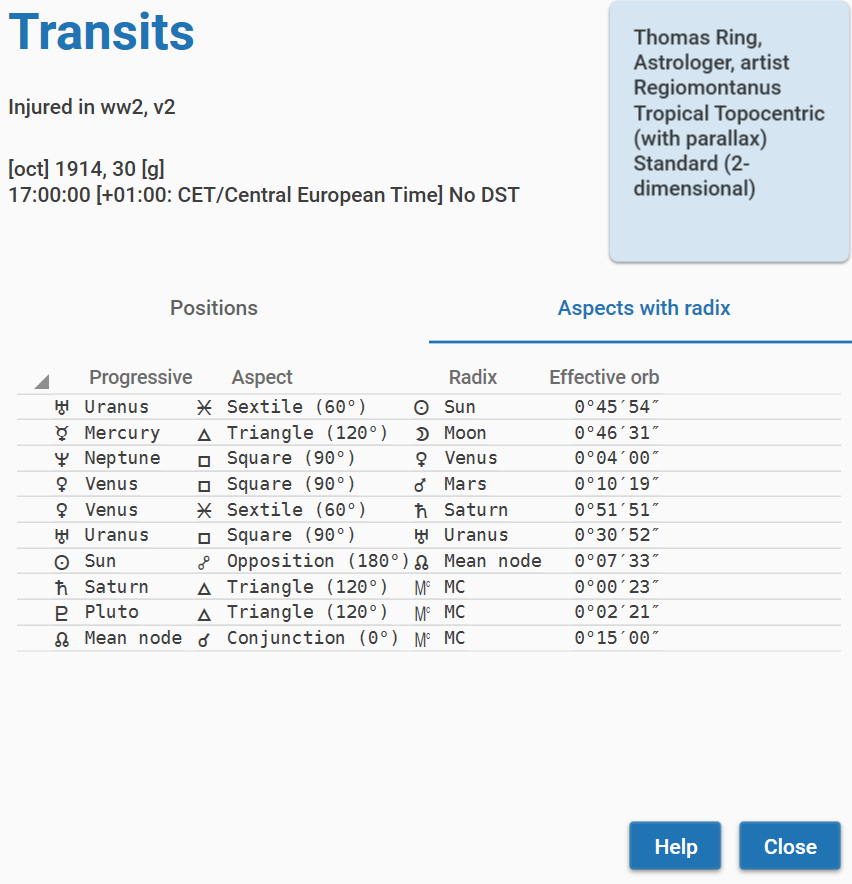 Transits
Injured in ww2, v2
[oct] 1914, 30 [g]
17:00:00 [+01:00: CET/Central European Time] No DST
Thomas Ring,
Astrologer, artist
Regiomontanus
Tropical Topocentric
(with parallax)
Standard (2-
dimensional)
Positions Aspects with radix
Progressive Aspect Radix Effective orb
♅ Uranus ⚹ Sextile (60°) ☉ Sun 0°45′54″
☿ Mercury △ Triangle (120°) ☽ Moon 0°46′31″
♆ Neptune □ Square (90°) ♀ Venus 0°04′00″
♀ Venus □ Square (90°) ♂ Mars 0°10′19″
♀ Venus ⚹ Sextile (60°) ♄ Saturn 0°51′51″
♅ Uranus □ Square (90°) ♅ Uranus 0°30′52″
☉ Sun ☍ Opposition (180°) ☊ Mean node 0°07′33″
♄ Saturn △ Triangle (120°) Mc MC 0°00′23″
♇ Pluto △ Triangle (120°) Mc MC 0°02′21″
☊ Mean node ☌ Conjunction (0°) Mc MC 0°15′00″
Help Close